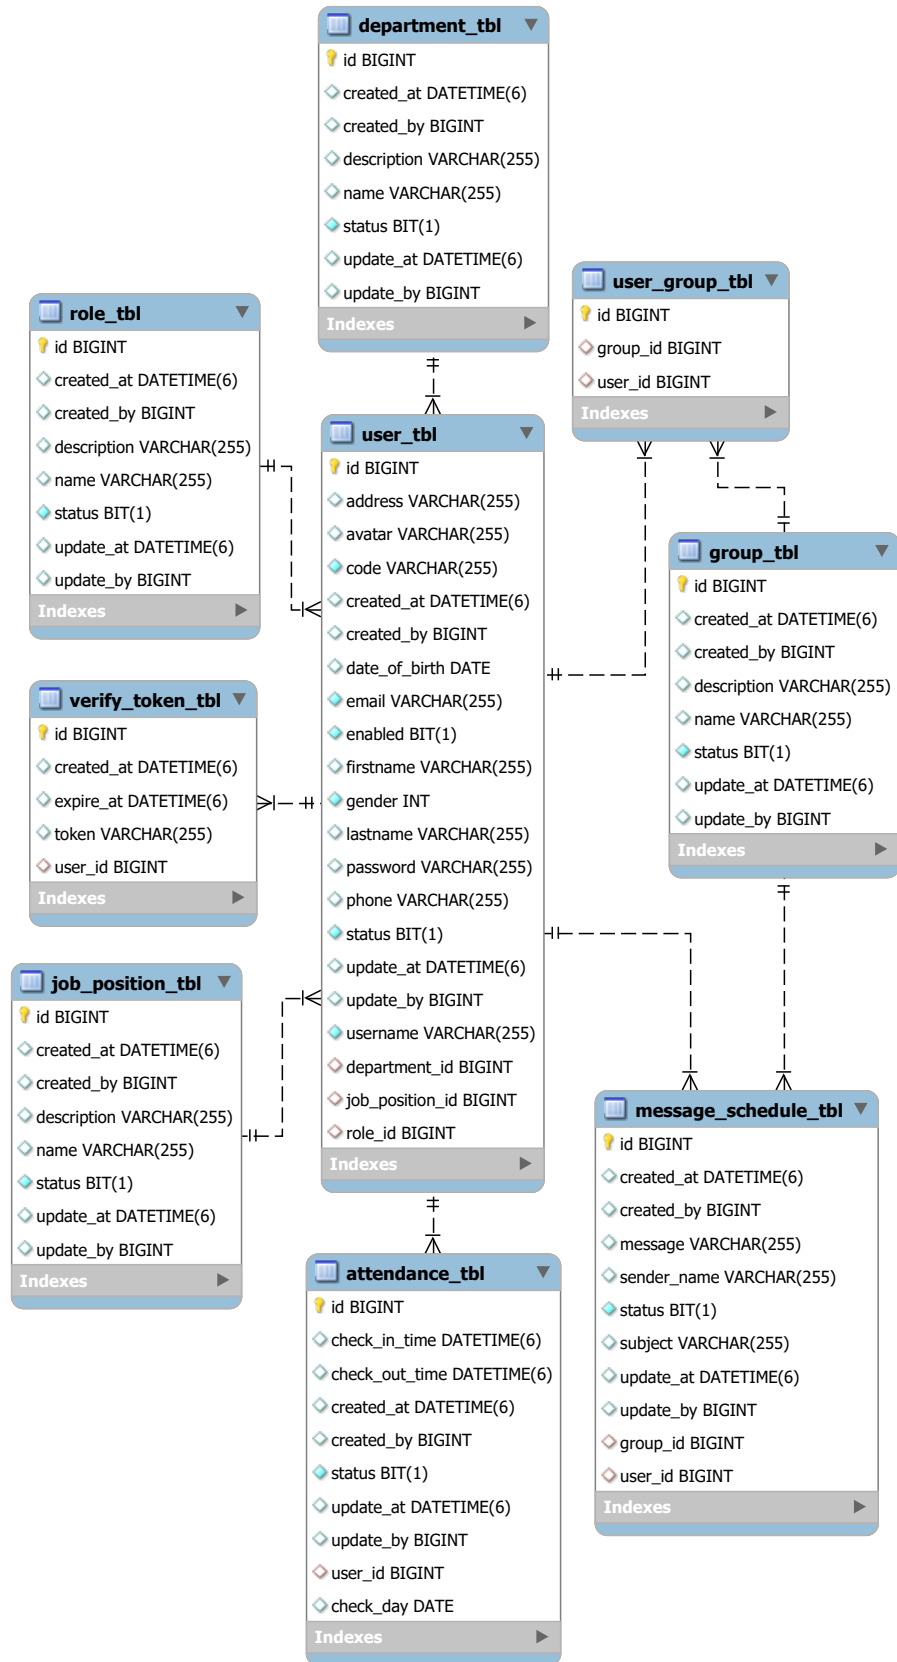 department_tbl
id BIGINT
created_at DATETIME(6)
created_by BIGINT
description VARCHAR(255)
name VARCHAR(255)
status BIT(1)
update_at DATETIME(6)
update_by BIGINT
Indexes
user_group_tbl
id BIGINT
group_id BIGINT
user_id BIGINT
Indexes
role_tbl
id BIGINT
created_at DATETIME(6)
created_by BIGINT
description VARCHAR(255)
name VARCHAR(255)
status BIT(1)
update_at DATETIME(6)
update_by BIGINT
Indexes
user_tbl
id BIGINT
address VARCHAR(255)
avatar VARCHAR(255)
code VARCHAR(255)
created_at DATETIME(6)
created_by BIGINT
date_of_birth DATE
email VARCHAR(255)
enabled BIT(1)
firstname VARCHAR(255)
gender INT
lastname VARCHAR(255)
password VARCHAR(255)
phone VARCHAR(255)
status BIT(1)
update_at DATETIME(6)
update_by BIGINT
username VARCHAR(255)
department_id BIGINT
job_position_id BIGINT
role_id BIGINT
Indexes
group_tbl
id BIGINT
created_at DATETIME(6)
created_by BIGINT
description VARCHAR(255)
name VARCHAR(255)
status BIT(1)
update_at DATETIME(6)
update_by BIGINT
Indexes
verify_token_tbl
id BIGINT
created_at DATETIME(6)
expire_at DATETIME(6)
token VARCHAR(255)
user_id BIGINT
Indexes
job_position_tbl
id BIGINT
created_at DATETIME(6)
created_by BIGINT
description VARCHAR(255)
name VARCHAR(255)
status BIT(1)
update_at DATETIME(6)
update_by BIGINT
Indexes
message_schedule_tbl
id BIGINT
created_at DATETIME(6)
created_by BIGINT
message VARCHAR(255)
sender_name VARCHAR(255)
status BIT(1)
subject VARCHAR(255)
update_at DATETIME(6)
update_by BIGINT
group_id BIGINT
user_id BIGINT
Indexes
attendance_tbl
id BIGINT
check_in_time DATETIME(6)
check_out_time DATETIME(6)
created_at DATETIME(6)
created_by BIGINT
status BIT(1)
update_at DATETIME(6)
update_by BIGINT
user_id BIGINT
check_day DATE
Indexes